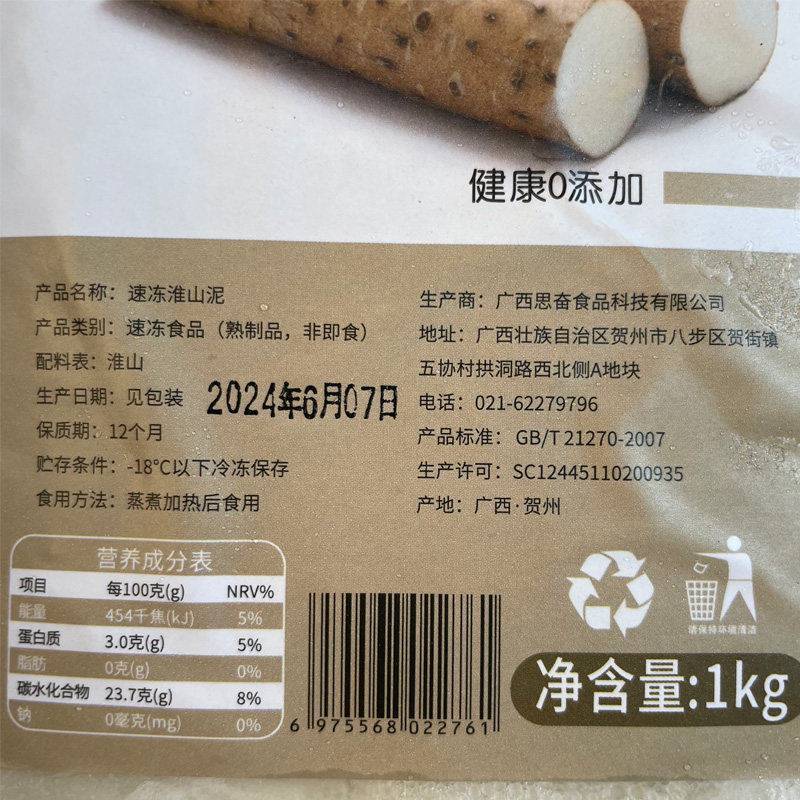 健康0添加
产品名称：速冻淮山泥
产品类别：速冻食品（熟制品，非即食）
配料表：淮山
生产日期：见包装 2024年6月07日
保质期：12个月
贮存条件：-18℃以下冷冻保存
食用方法：蒸煮加热后食用
生产商：广西思奋食品科技有限公司
地址：广西壮族自治区贺州市八步区贺街镇
五协村拱洞路西北侧A地块
电话：021-62279796
产品标准：GB/T 21270-2007
生产许可：SC12445110200935
产地：广西·贺州
营养成分表
项目 每100克(g) NRV%
能量 454千焦(kJ) 5%
蛋白质 3.0克(g) 5%
脂肪 0克(g) 0%
碳水化合物 23.7克(g) 8%
钠 0毫克(mg) 0%
6 975568 022761
请保持环境清洁
净含量:1kg